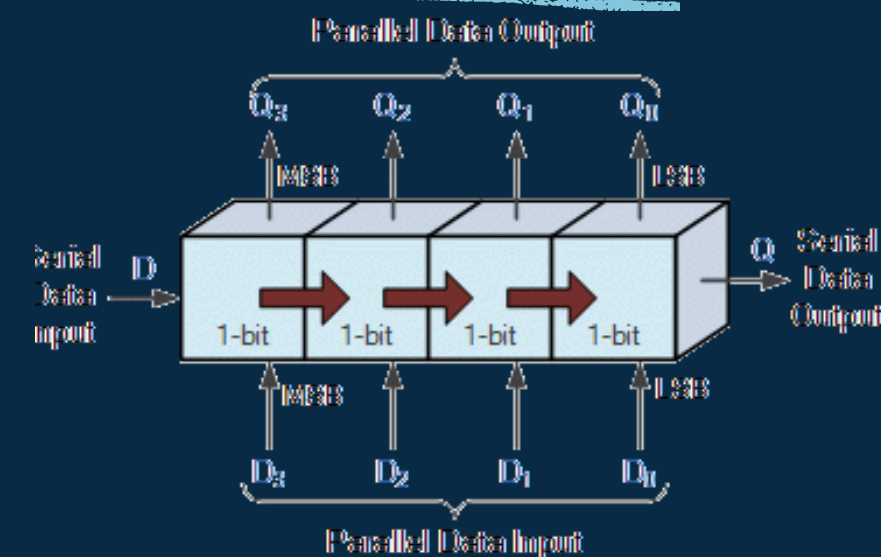 Parallel Data Output
Q3 Q2 Q1 Q0
MSB LSB
Serial
Data
Input
D
1-bit 1-bit 1-bit 1-bit
Q
Serial
Data
Output
MSB LSB
D3 D2 D1 D0
Parallel Data Input